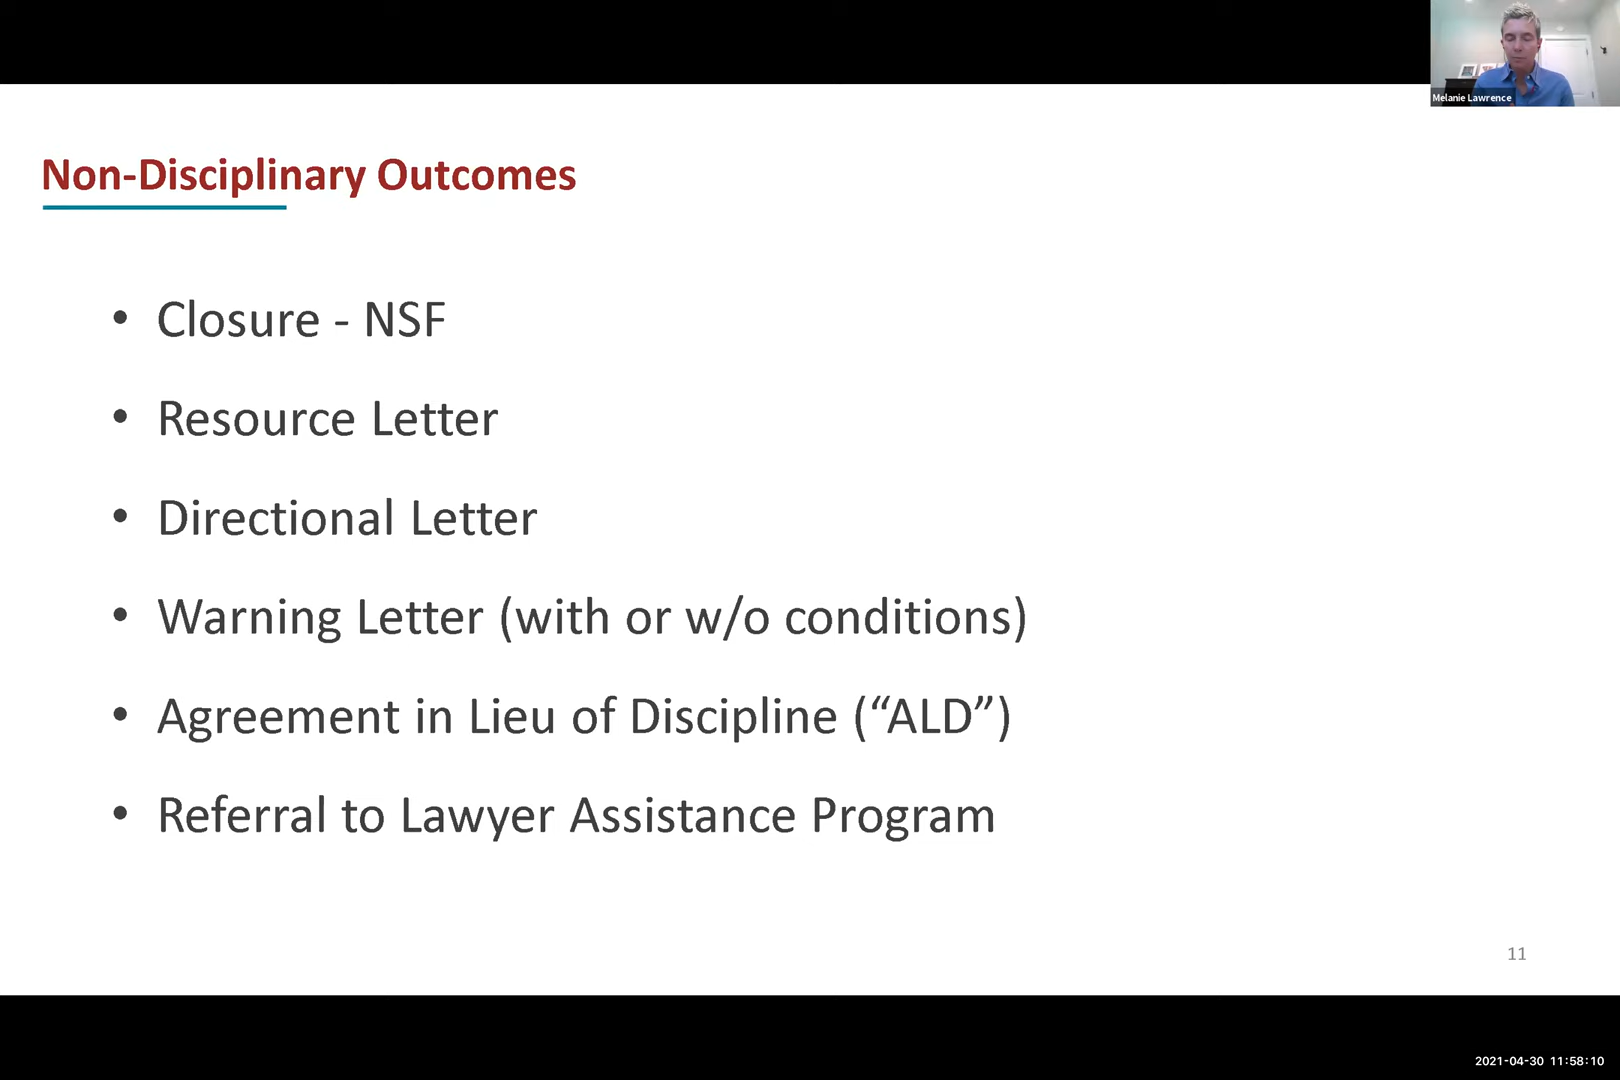 Melanie Lawrence
Non-Disciplinary Outcomes
• Closure - NSF
• Resource Letter
• Directional Letter
• Warning Letter (with or w/o conditions)
• Agreement in Lieu of Discipline (“ALD”)
• Referral to Lawyer Assistance Program
11
2021-04-30 11:58:10